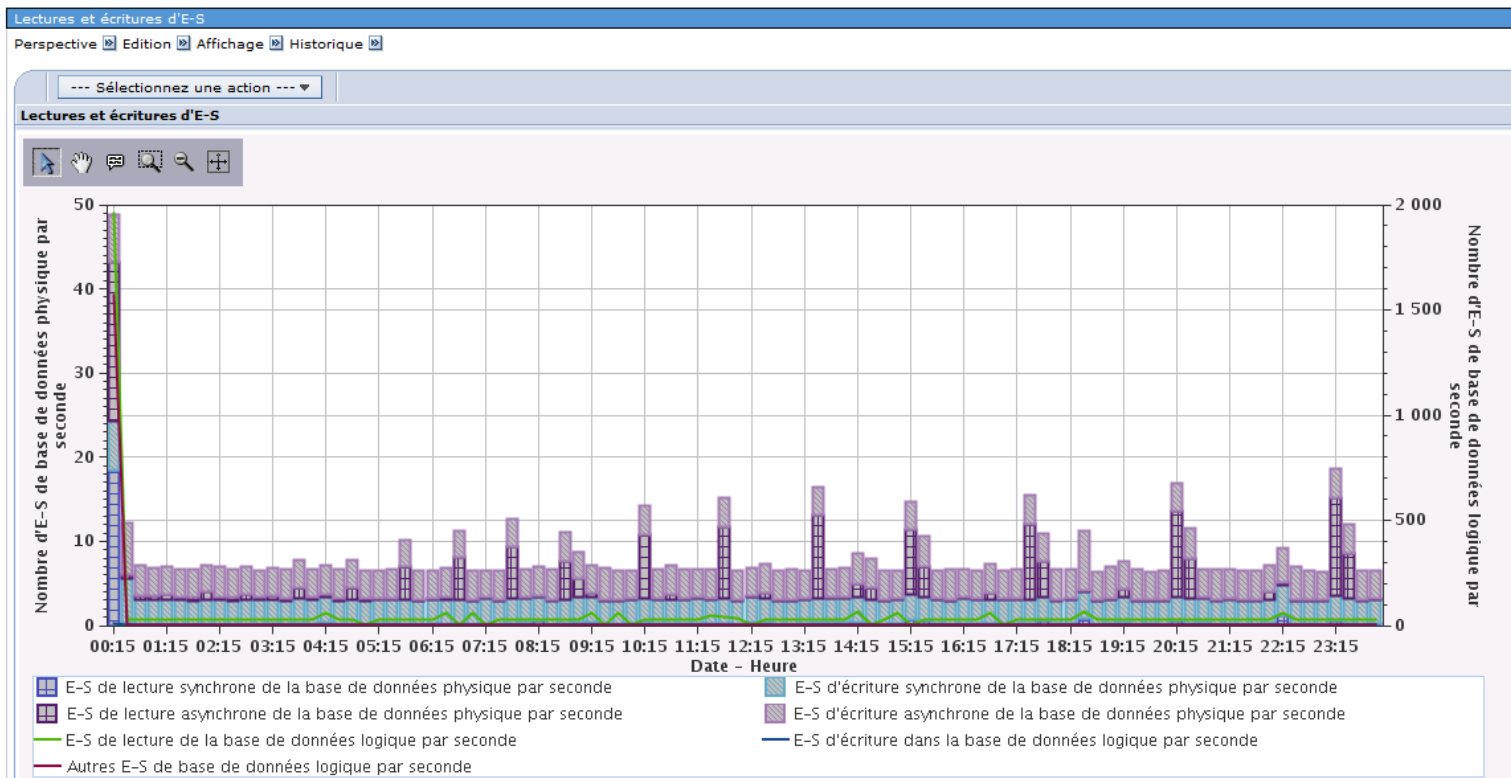 Lectures et écritures d'E-S
Perspective Edition Affichage Historique
--- Sélectionnez une action ---
Lectures et écritures d'E-S
Nombre d'E-S de base de données physique par
seconde
50
40
30
20
10
0
2 000
1 500
1 000
500
0
Nombre d'E-S de base de données logique par
seconde
00:15 01:15 02:15 03:15 04:15 05:15 06:15 07:15 08:15 09:15 10:15 11:15 12:15 13:15 14:15 15:15 16:15 17:15 18:15 19:15 20:15 21:15 22:15 23:15
Date - Heure
E-S de lecture synchrone de la base de données physique par seconde
E-S d'écriture synchrone de la base de données physique par seconde
E-S de lecture asynchrone de la base de données physique par seconde
E-S d'écriture asynchrone de la base de données physique par seconde
E-S de lecture de la base de données logique par seconde
E-S d'écriture dans la base de données logique par seconde
Autres E-S de base de données logique par seconde